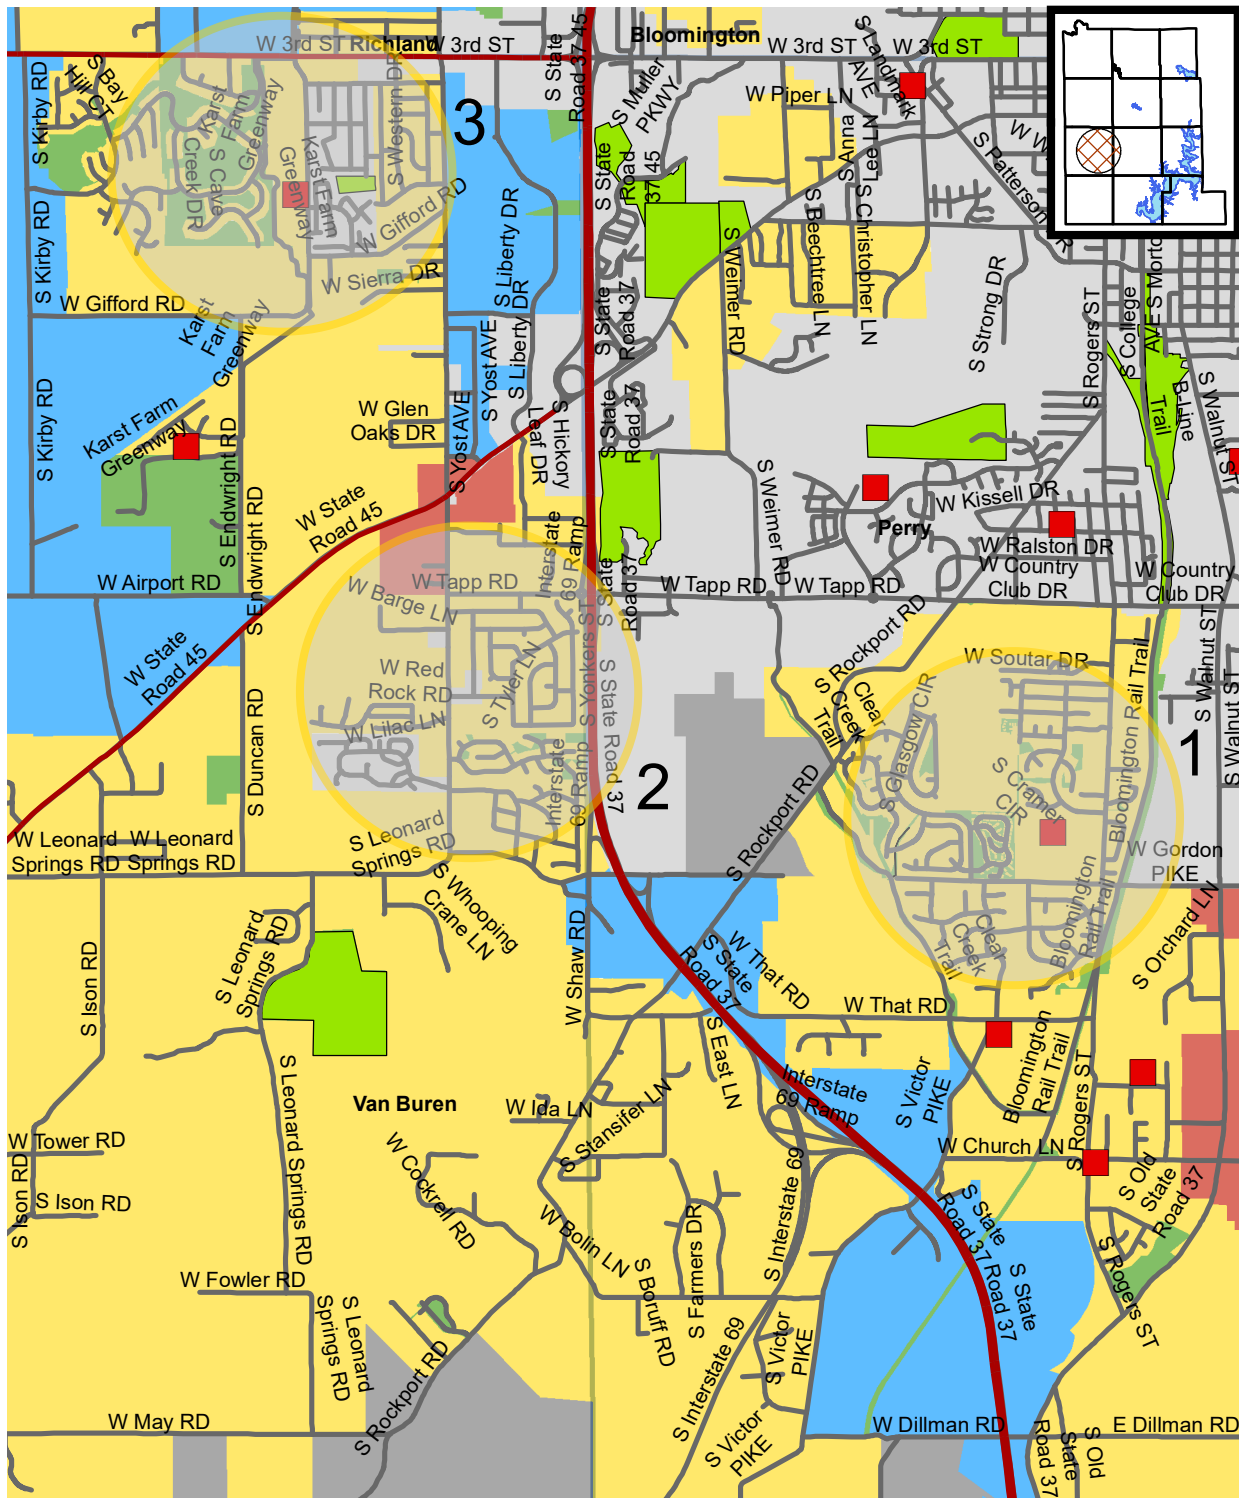 W 3rd ST
Richland
W 3rd ST
Bloomington
W 3rd ST
W 3rd ST
S State
Road 37 45
S Landmark
AVE
S Bay
Hill CT
S Kirby RD
Karst
Farm
Greenway
S Western DR
3
S Muller
PKWY
W Piper LN
S Anna
S Lee LN
S Patterson DR
S Cave
Creek DR
Karst Farm
Greenway
S State
Road
37 45
S Beechtree LN
S Christopher LN
S Kirby RD
W Gifford RD
W Sierra DR
S Liberty DR
S Weimer RD
S Strong DR
W Gifford RD
Karst
Farm
Greenway
S Yost AVE
S Liberty
DR
S State
Road 37
S Rogers ST
S College
AVE
S Kirby RD
Karst Farm
Greenway
W Glen
Oaks DR
S Yost AVE
Leaf DR
S Hickory
S State
Road 37
B-Line
Trail
S Walnut ST
S Endwright RD
S Endwright RD
W State
Road 45
S Weimer RD
W Kissell DR
Perry
W Ralston DR
W Airport RD
W Tapp RD
W Barge LN
Interstate
69 Ramp
S State
Road 37
W Tapp RD
W Tapp RD
W Country
Club DR
W Country
Club DR
W State
Road 45
W Red
Rock RD
W Lilac LN
S Tyler LN
S Yonkers ST
S State Road 37
S Rockport RD
Clear
S Creek
Trail
W Soutar DR
S Glasgow CIR
Bloomington Rail Trail
S Walnut ST
S Walnut ST
S Duncan RD
Interstate
69 Ramp
2
S Cramer
CIR
1
W Leonard
Springs RD
W Leonard
Springs RD
S Leonard
Springs RD
S Rockport RD
W Gordon
PIKE
S Whooping
Crane LN
S Leonard
Springs RD
S Ison RD
W Shaw RD
S State
Road 37
W That RD
W That RD
Clear
Creek
Trail
Bloomington
Rail Trail
S Orchard LN
S Leonard Springs RD
Van Buren
W Ida LN
S Stansifer LN
S East LN
Interstate
69 Ramp
S Victor
PIKE
Bloomington
Rail Trail
S Rogers ST
W Tower RD
S Ison RD
S Ison RD
W Cockrell RD
W Church LN
S Old
State
Road 37
W Bolin LN
S Interstate 69
S State
Road 37
S Rogers ST
W Fowler RD
S Leonard
Springs RD
S Boruff RD
S Farmers DR
S Victor
PIKE
S State
Road 37
S Interstate 69
S Rockport RD
W May RD
S Victor
PIKE
W Dillman RD
S Old
State
Road 37
E Dillman RD